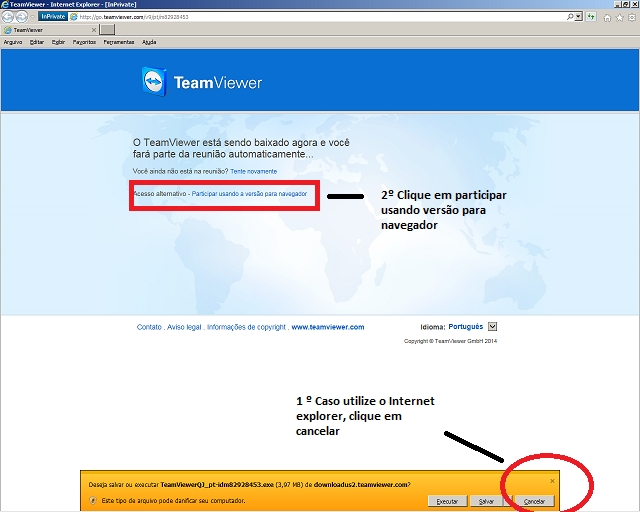 TeamViewer - Internet Explorer - [InPrivate]
InPrivate http://go.teamviewer.com/v9/pt/m82928453
TeamViewer
Arquivo Editar Exibir Favoritos Ferramentas Ajuda
TeamViewer
O TeamViewer está sendo baixado agora e você
fará parte da reunião automaticamente...
Você ainda não está na reunião? Tente novamente
Acesso alternativo - Participar usando a versão para navegador
2º Clique em participar
usando versão para
navegador
Contato . Aviso legal . Informações de copyright . www.teamviewer.com
Idioma: Português
Copyright © TeamViewer GmbH 2014
1 º Caso utilize o Internet
explorer, clique em
cancelar
Deseja salvar ou executar TeamViewerQJ_pt-idm82928453.exe (3,97 MB) de downloadus2.teamviewer.com?
Este tipo de arquivo pode danificar seu computador.
Executar Salvar Cancelar